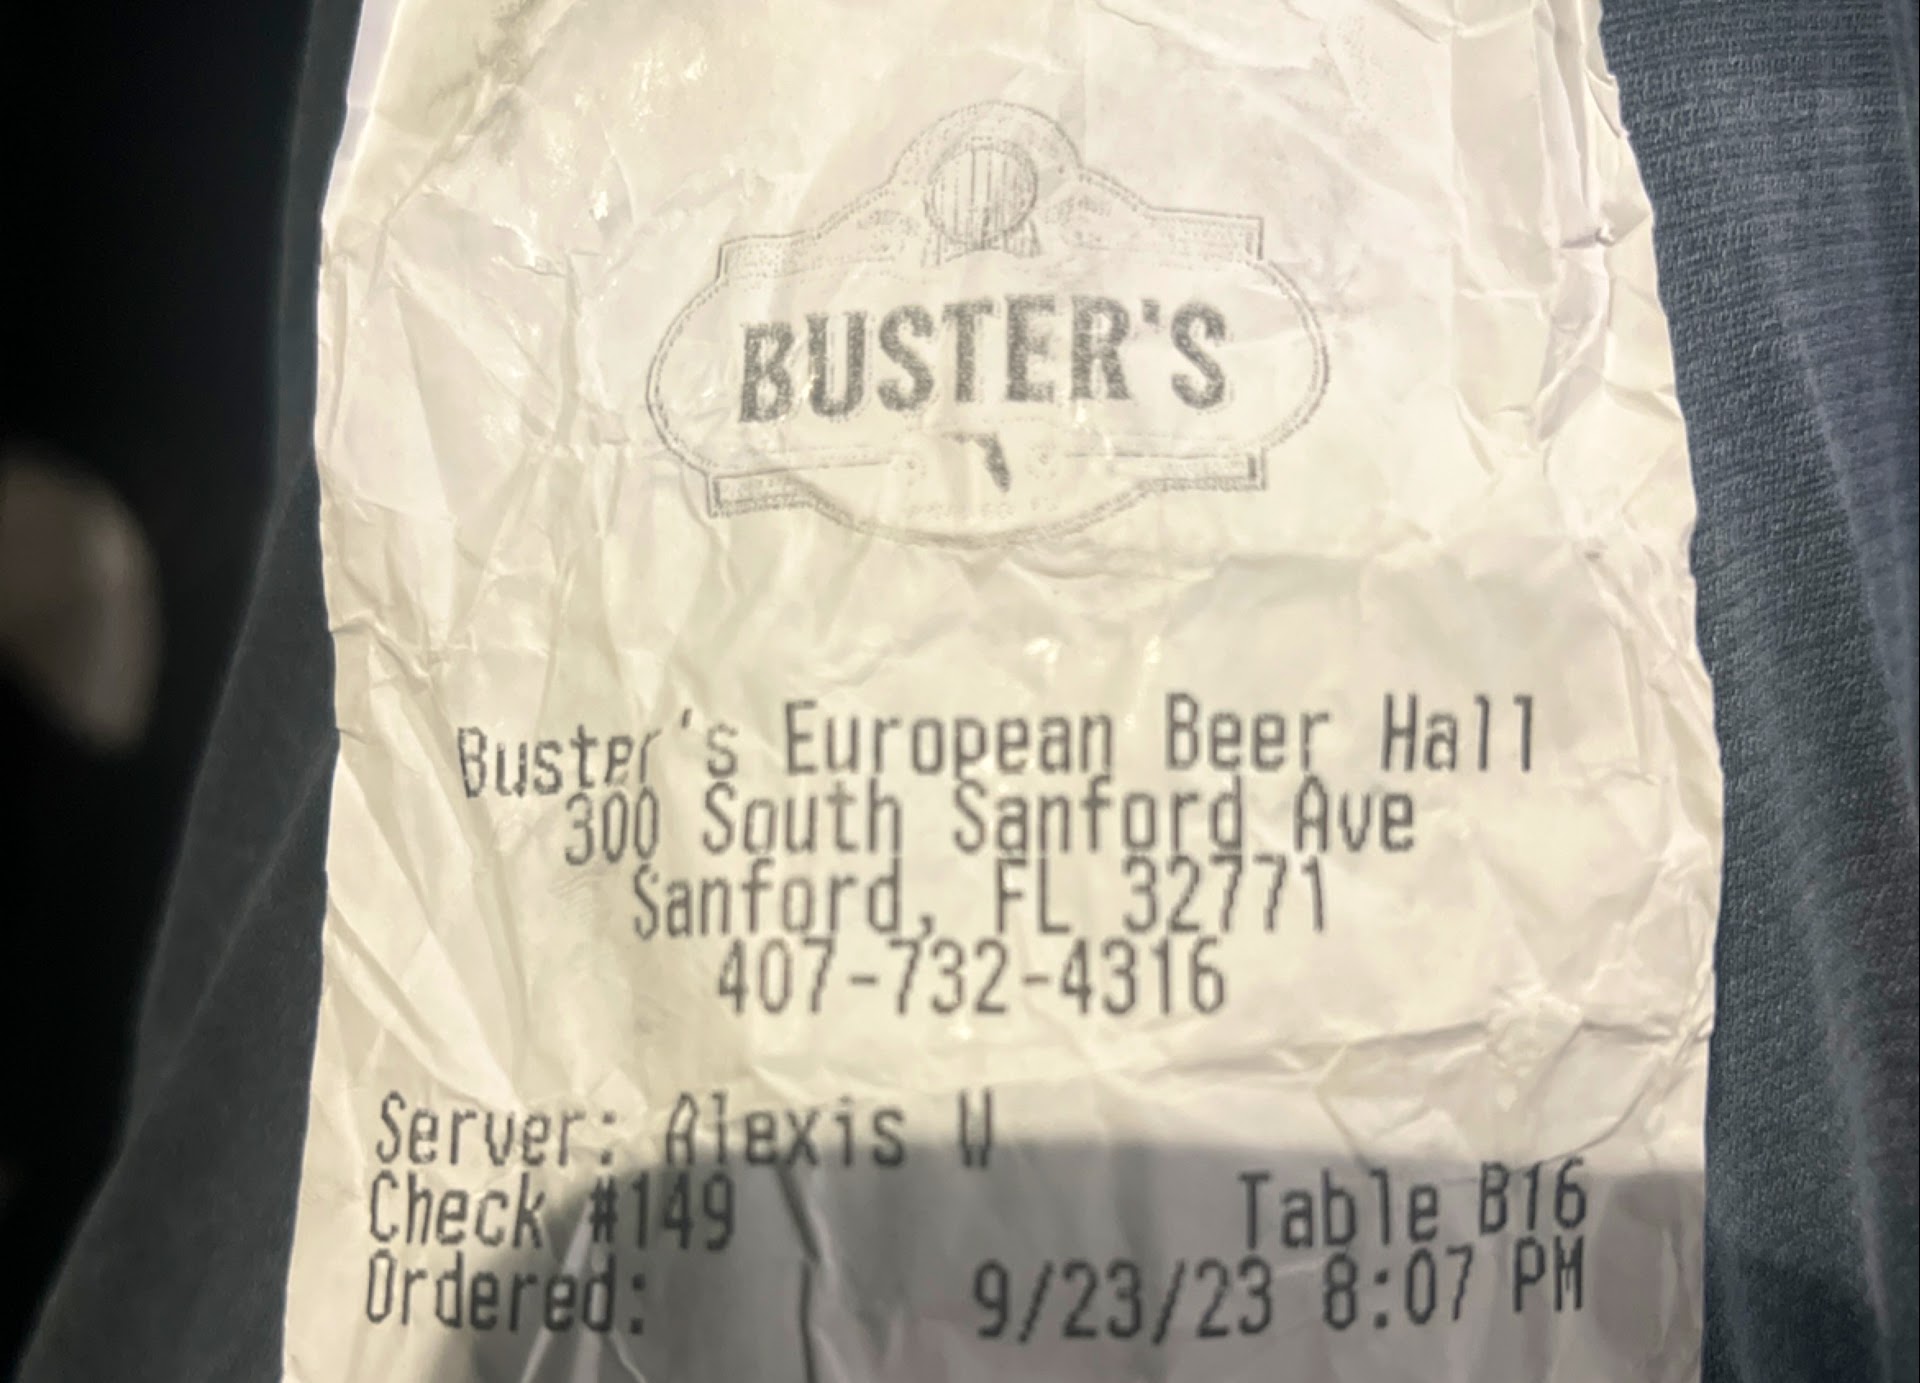 BUSTER'S
Buster's European Beer Hall
300 South Sanford Ave
Sanford, FL 32771
407-732-4316
Server: Alexis W
Check #149 Table B16
Ordered: 9/23/23 8:07 PM